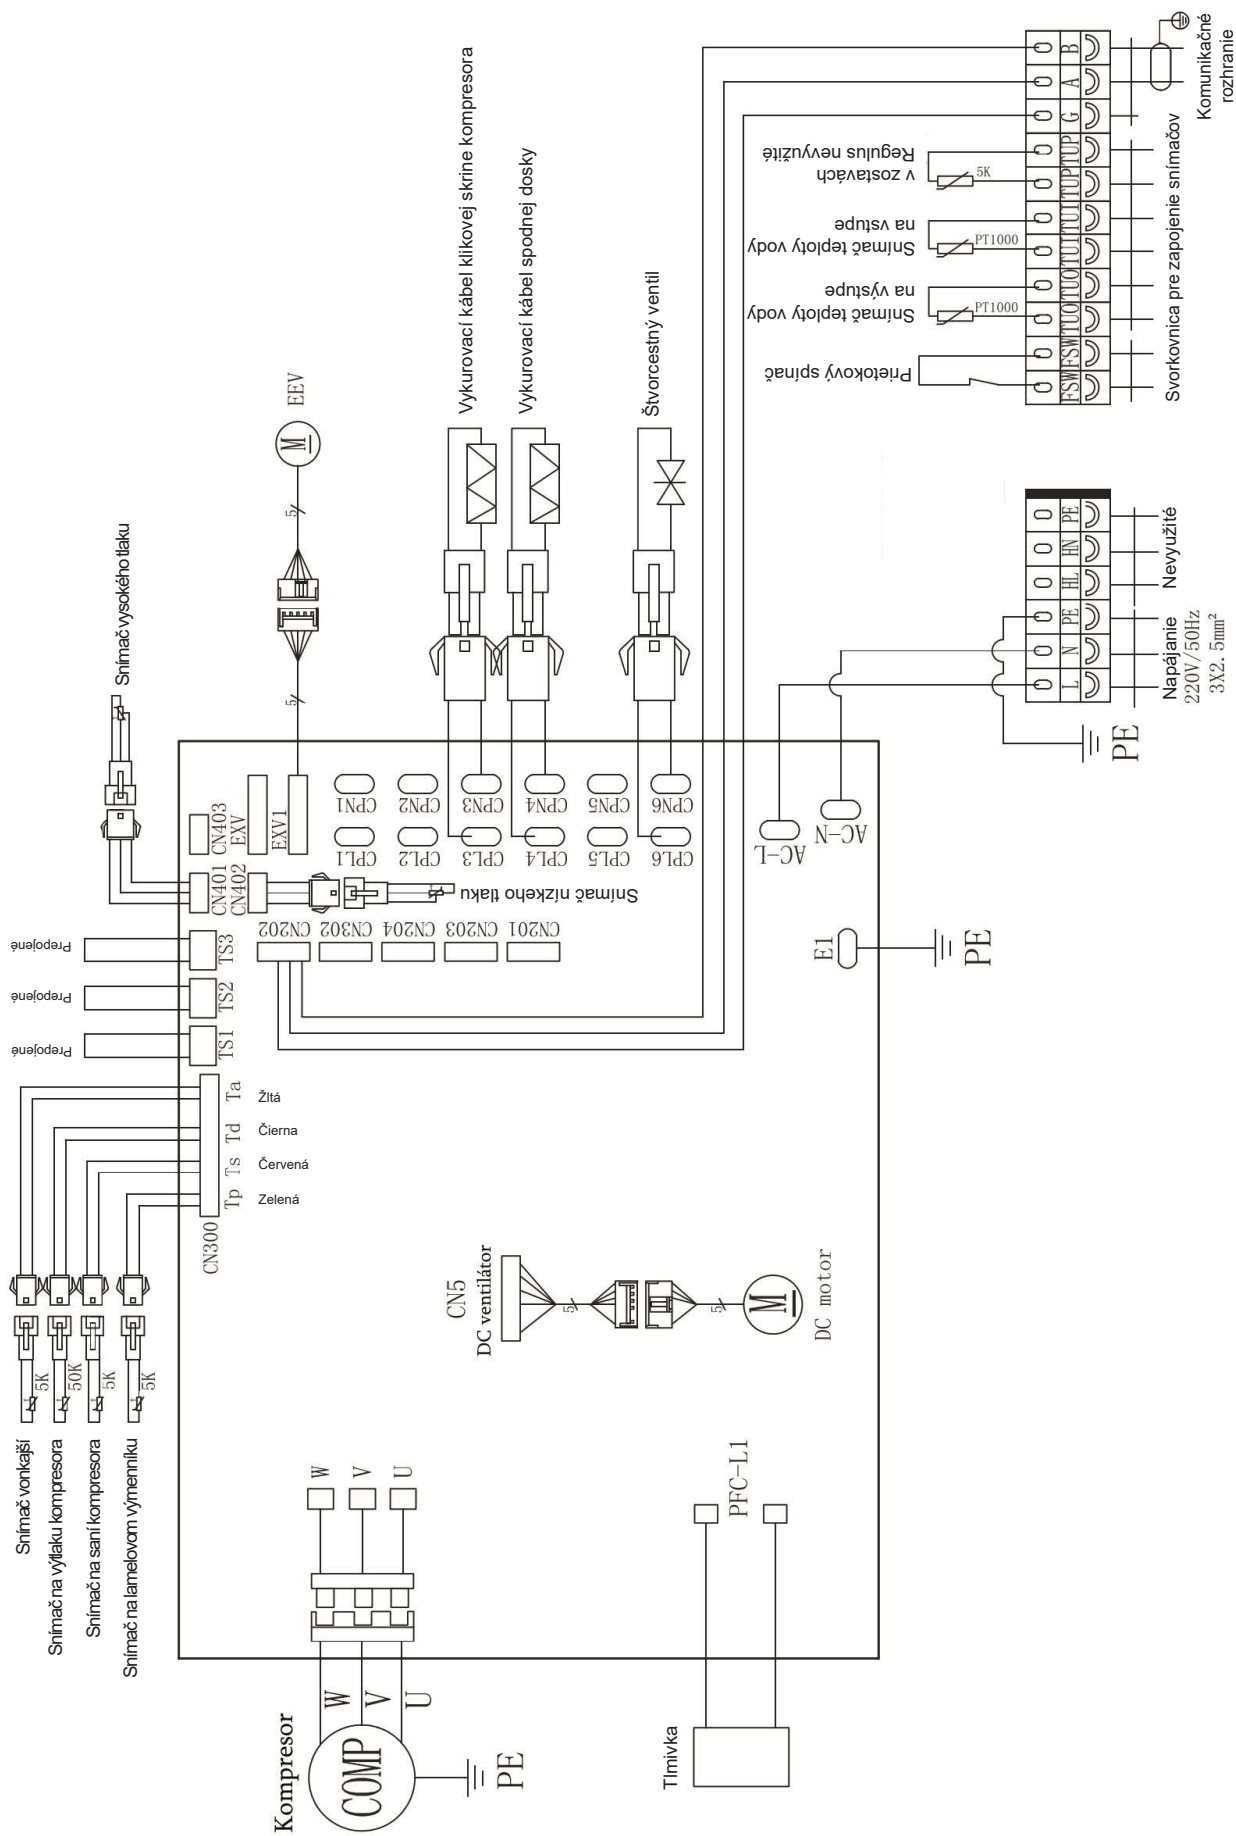 Snímač vonkajší
Snímač na výtlaku kompresora
Snímač na saní kompresora
Snímač na lamelovom výmenníku
5K
50K
5K
5K
CN300
Tp
Ts
Td
Ta
Zelená
Červená
Čierna
Žltá
Prepojené
Prepojené
Prepojené
TS1
TS2
TS3
Snímač vysokého tlaku
CN401
CN402
CN403
EXV
EXV1
Snímač nízkeho tlaku
5
5
M
EEV
CN202
CN302
CN204
CN203
CN201
CPL1
CPL2
CPL3
CPL4
CPL5
CPL6
CPN1
CPN2
CPN3
CPN4
CPN5
CPN6
Vykurovací kábel klikovej skrine kompresora
Vykurovací kábel spodnej dosky
Štvorcestný ventil
Kompresor
COMP
PE
W
V
U
W
V
U
CN5
DC ventilátor
5
5
M
DC motor
Tlmivka
PFC-L1
E1
PE
AC-L
AC-N
PE
L
N
PE
HL
HN
PE
Napájanie
220V/50Hz
3X2.5mm²
Nevyužité
Prietokový spínač
Snímač teploty vody
na výstupe
PT1000
Snímač teploty vody
na vstupe
PT1000
v zostavách
Regulus nevyužité
5K
FSW
FSW
TUO
TUO
TUI
TUI
TUP
TUP
G
A
B
Svorkovnica pre zapojenie snímačov
Komunikačné
rozhranie